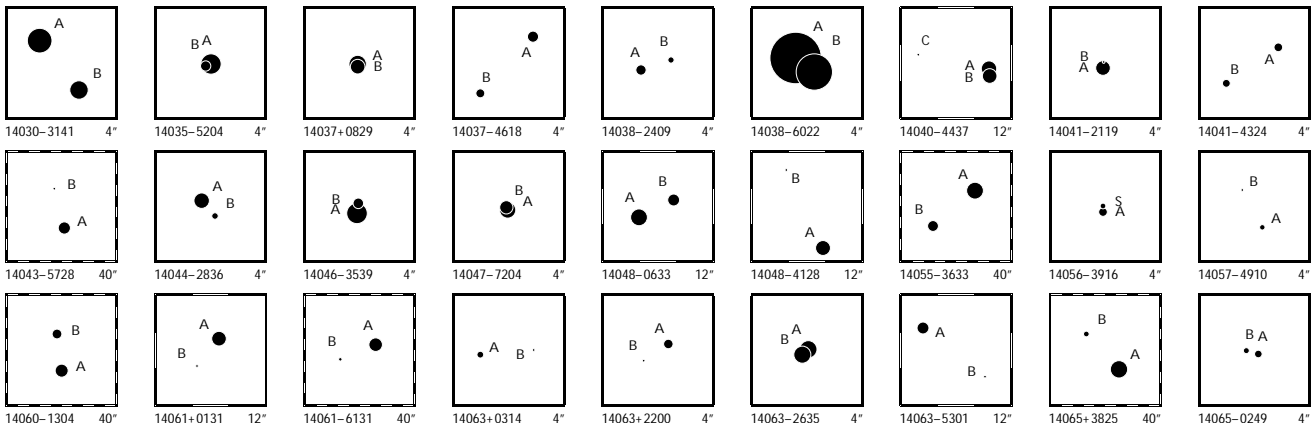 A
B
14030−3141 4″
B A
14035−5204 4″
A
B
14037+0829 4″
A
B
14037−4618 4″
B
A
14038−2409 4″
A
B
14038−6022 4″
C
A
B
14040−4437 12″
B
A
14041−2119 4″
A
B
14041−4324 4″
B
A
14043−5728 40″
A
B
14044−2836 4″
B
A
14046−3539 4″
B
A
14047−7204 4″
B
A
14048−0633 12″
B
A
14048−4128 12″
A
B
14055−3633 40″
S
A
14056−3916 4″
B
A
14057−4910 4″
B
A
14060−1304 40″
A
B
14061+0131 12″
A
B
14061−6131 40″
A
B
14063+0314 4″
A
B
14063+2200 4″
A
B
14063−2635 4″
A
B
14063−5301 12″
B
A
14065+3825 40″
B A
14065−0249 4″